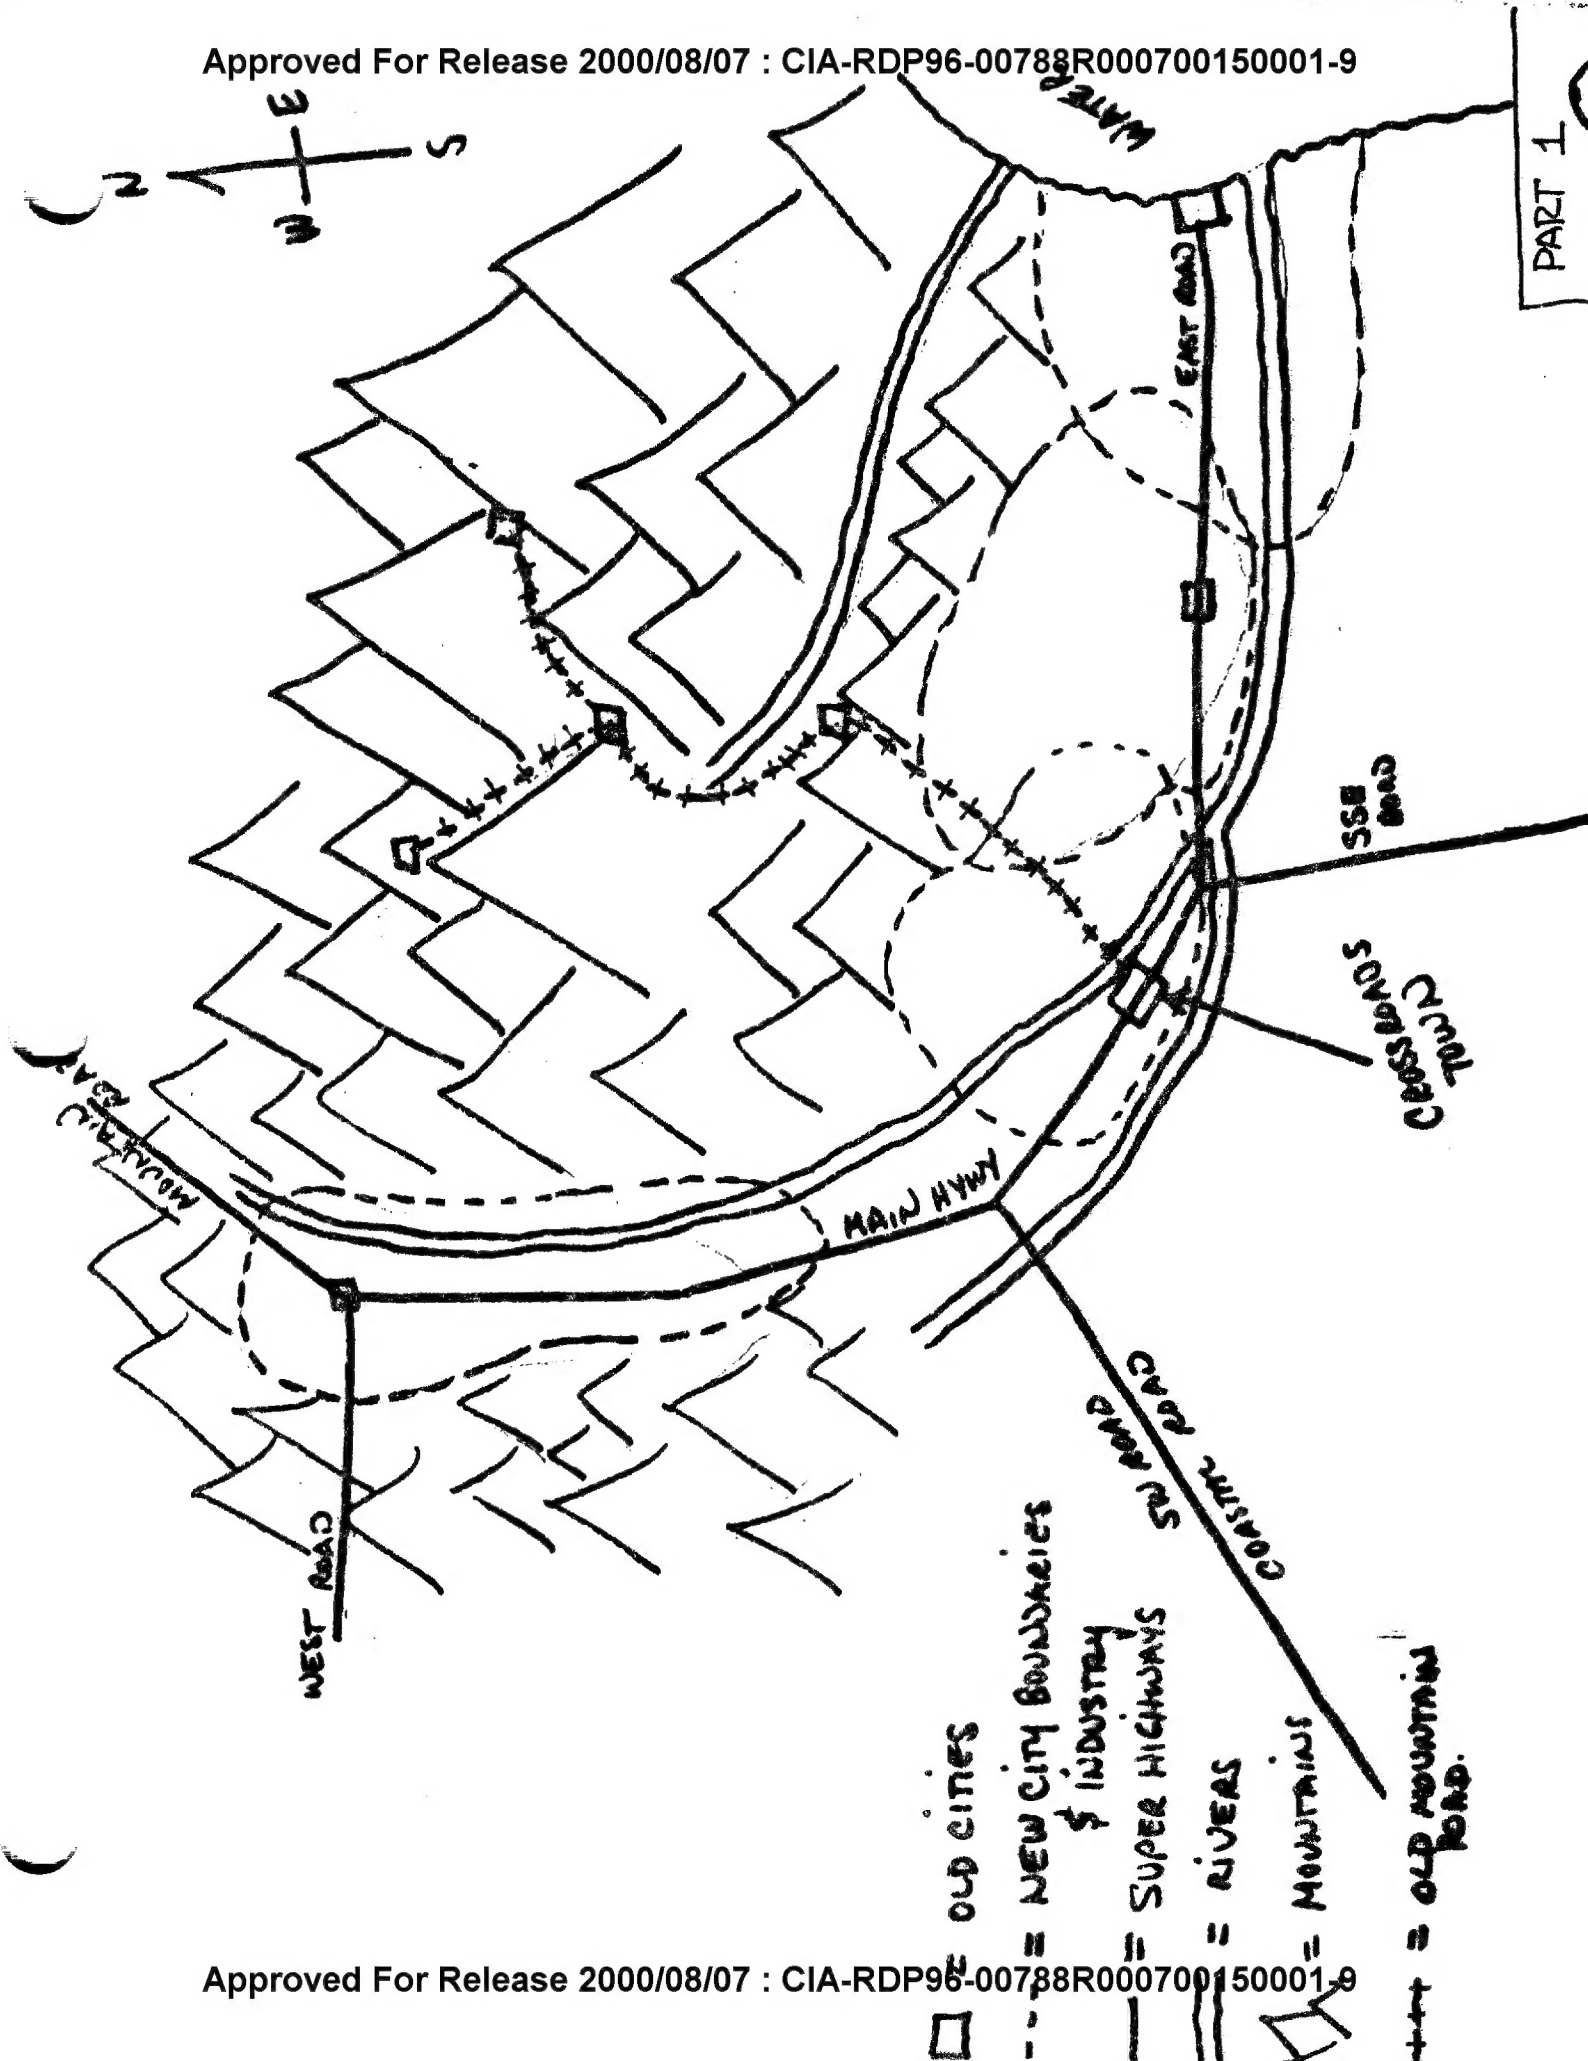 Approved For Release 2000/08/07 : CIA-RDP96-00788R000700150001-9
N
E
S
W
WATER
PART 1
EAST ROAD
SSE
ROAD
CROSSROADS
TOWN
MOUNTAIN ROAD
MAIN HYWY
WEST ROAD
SW ROAD
COASTAL ROAD
= OLD CITIES
= NEW CITY BOUNDARIES
$ INDUSTRY
= SUPER HIGHWAYS
= RIVERS
= MOUNTAINS
= OLD MOUNTAIN
ROAD.
Approved For Release 2000/08/07 : CIA-RDP96-00788R000700150001-9